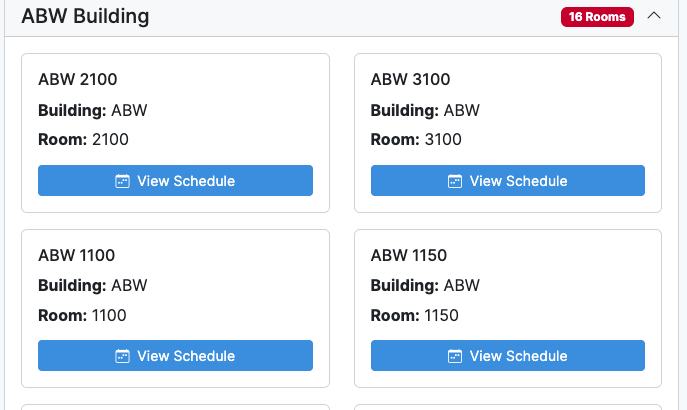 ABW Building
16 Rooms
ABW 2100
Building: ABW
Room: 2100
View Schedule
ABW 3100
Building: ABW
Room: 3100
View Schedule
ABW 1100
Building: ABW
Room: 1100
View Schedule
ABW 1150
Building: ABW
Room: 1150
View Schedule